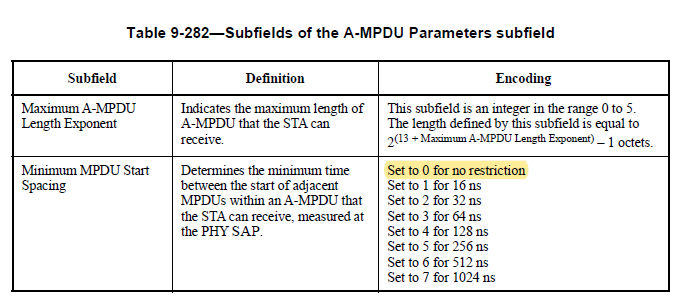 Table 9-282—Subfields of the A-MPDU Parameters subfield
Subfield
Definition
Encoding
Maximum A-MPDU
Length Exponent
Indicates the maximum length of
A-MPDU that the STA can
receive.
This subfield is an integer in the range 0 to 5.
The length defined by this subfield is equal to
2(13 + Maximum A-MPDU Length Exponent) – 1 octets.
Minimum MPDU Start
Spacing
Determines the minimum time
between the start of adjacent
MPDUs within an A-MPDU that
the STA can receive, measured at
the PHY SAP.
Set to 0 for no restriction
Set to 1 for 16 ns
Set to 2 for 32 ns
Set to 3 for 64 ns
Set to 4 for 128 ns
Set to 5 for 256 ns
Set to 6 for 512 ns
Set to 7 for 1024 ns